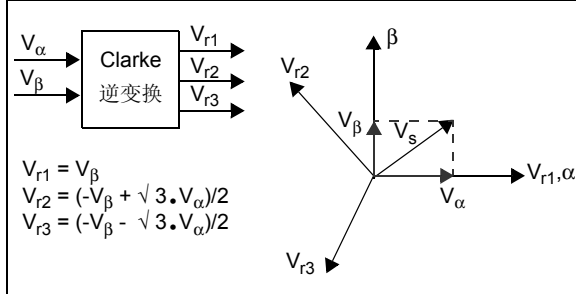 Vα
Vβ
Clarke
逆变换
Vr1
Vr2
Vr3
Vr1 = Vβ
Vr2 = (-Vβ + √ 3•Vα)/2
Vr3 = (-Vβ - √ 3•Vα)/2
β
Vr2
Vβ
Vs
Vr1,α
Vα
Vr3